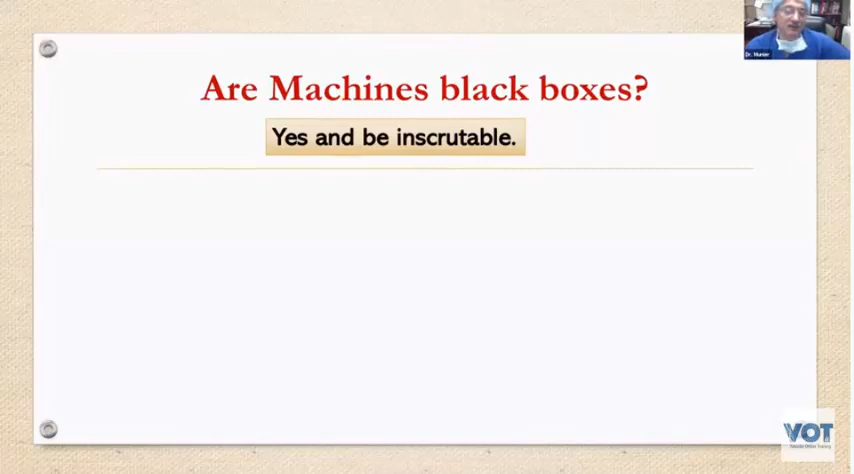 Dr. Munier
Are Machines black boxes?
Yes and be inscrutable.
VOT